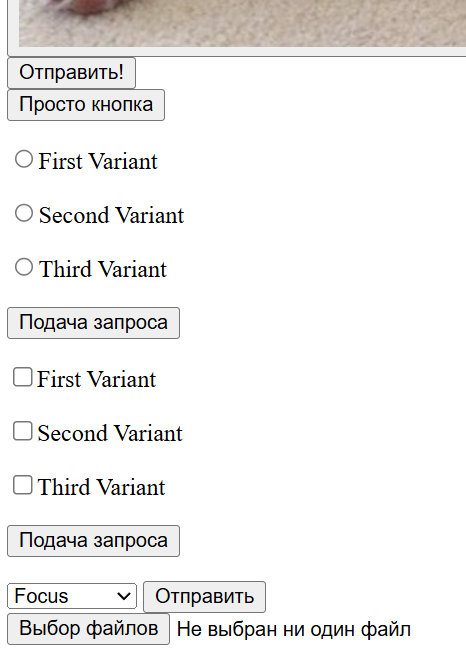 Отправить!
Просто кнопка
First Variant
Second Variant
Third Variant
Подача запроса
First Variant
Second Variant
Third Variant
Подача запроса
Focus Отправить
Выбор файлов Не выбран ни один файл